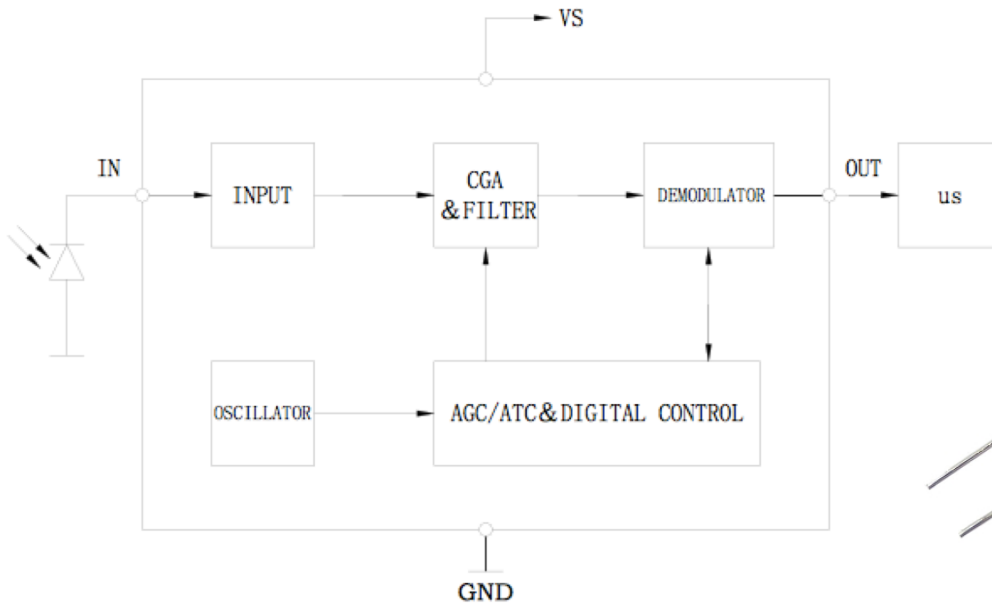 VS
IN
INPUT
CGA
&FILTER
DEMODULATOR
OUT
us
OSCILLATOR
AGC/ATC&DIGITAL CONTROL
GND